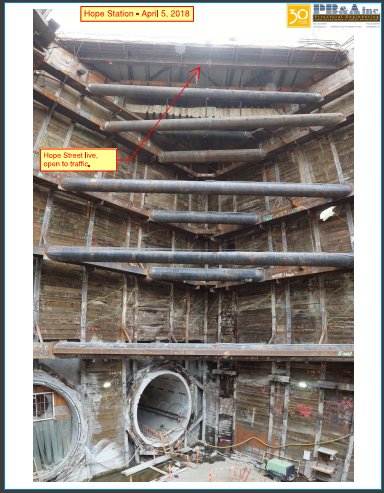 Hope Station - April 5, 2018
30
PB&A inc
Structural Engineering
Hope Street live,
open to traffic.